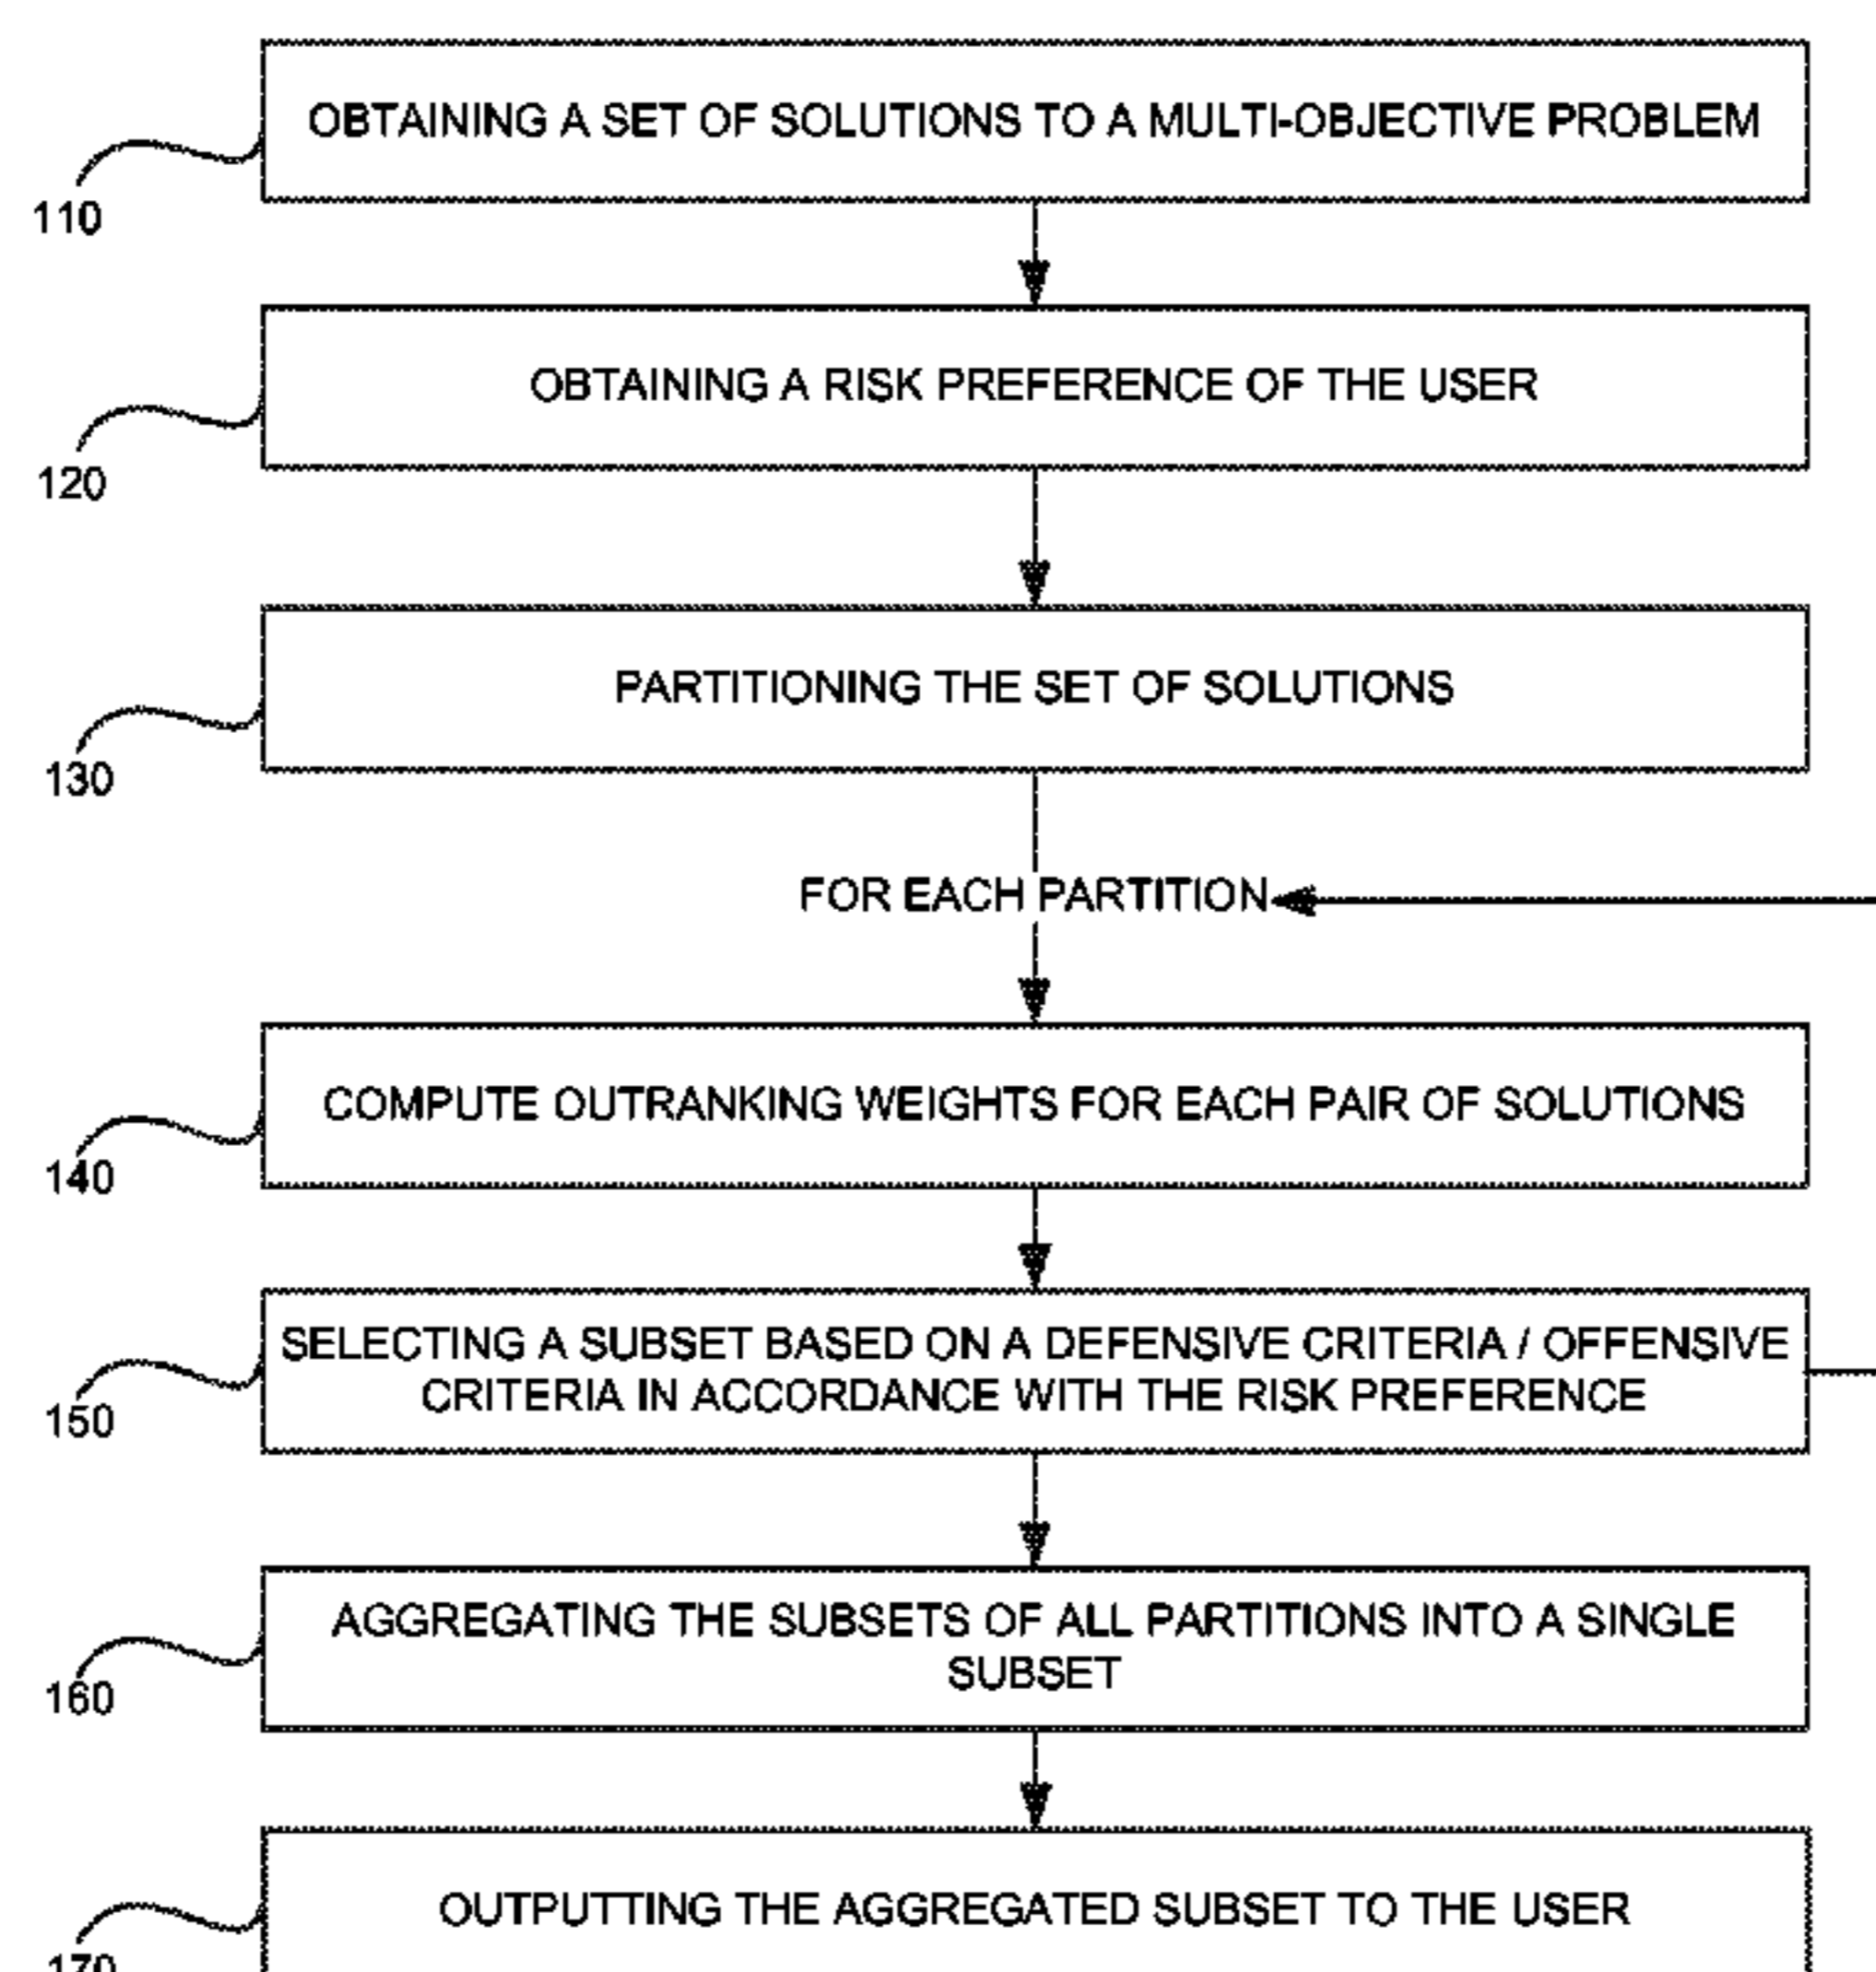 OBTAINING A SET OF SOLUTIONS TO A MULTI-OBJECTIVE PROBLEM
110
OBTAINING A RISK PREFERENCE OF THE USER
120
PARTITIONING THE SET OF SOLUTIONS
130
FOR EACH PARTITION
COMPUTE OUTRANKING WEIGHTS FOR EACH PAIR OF SOLUTIONS
140
SELECTING A SUBSET BASED ON A DEFENSIVE CRITERIA / OFFENSIVE
CRITERIA IN ACCORDANCE WITH THE RISK PREFERENCE
150
AGGREGATING THE SUBSETS OF ALL PARTITIONS INTO A SINGLE
SUBSET
160
OUTPUTTING THE AGGREGATED SUBSET TO THE USER
170